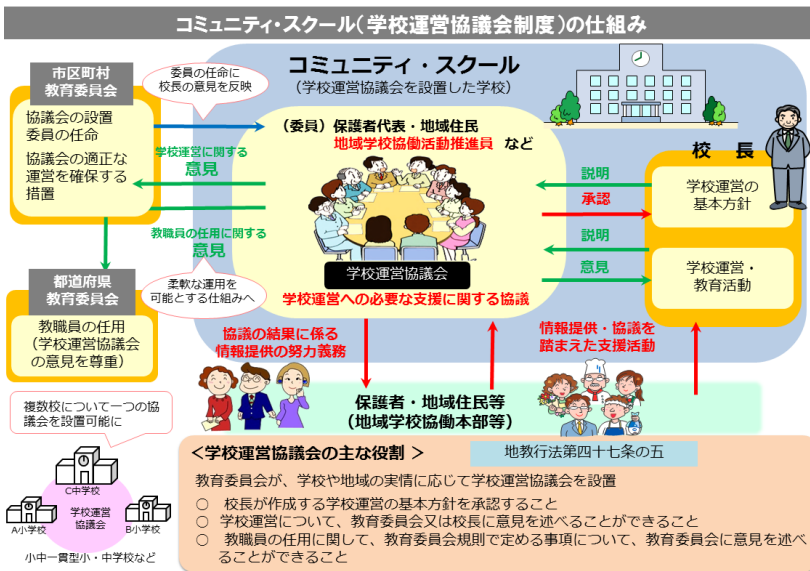 コミュニティ・スクール(学校運営協議会制度)の仕組み
市区町村
教育委員会
協議会の設置
委員の任命
協議会の適正な
運営を確保する
措置
委員の任命に
校長の意見を反映
コミュニティ・スクール
(学校運営協議会を設置した学校)
(委員)保護者代表・地域住民
地域学校協働活動推進員 など
学校運営に関する
意見
教職員の任用に関する
意見
学校運営協議会
学校運営への必要な支援に関する協議
説明
承認
説明
意見
校 長
学校運営の
基本方針
学校運営・
教育活動
都道府県
教育委員会
教職員の任用
(学校運営協議会
の意見を尊重)
柔軟な運用を
可能とする仕組みへ
協議の結果に係る
情報提供の努力義務
情報提供・協議を
踏まえた支援活動
保護者・地域住民等
(地域学校協働本部等)
複数校について一つの協
議会を設置可能に
C中学校
学校運営
協議会
A小学校
B小学校
小中一貫型小・中学校など
<学校運営協議会の主な役割 >
地教行法第四十七条の五
教育委員会が、学校や地域の実情に応じて学校運営協議会を設置
○ 校長が作成する学校運営の基本方針を承認すること
○ 学校運営について、教育委員会又は校長に意見を述べることができること
○ 教職員の任用に関して、教育委員会規則で定める事項について、教育委員会に意見を述べ
ることができること